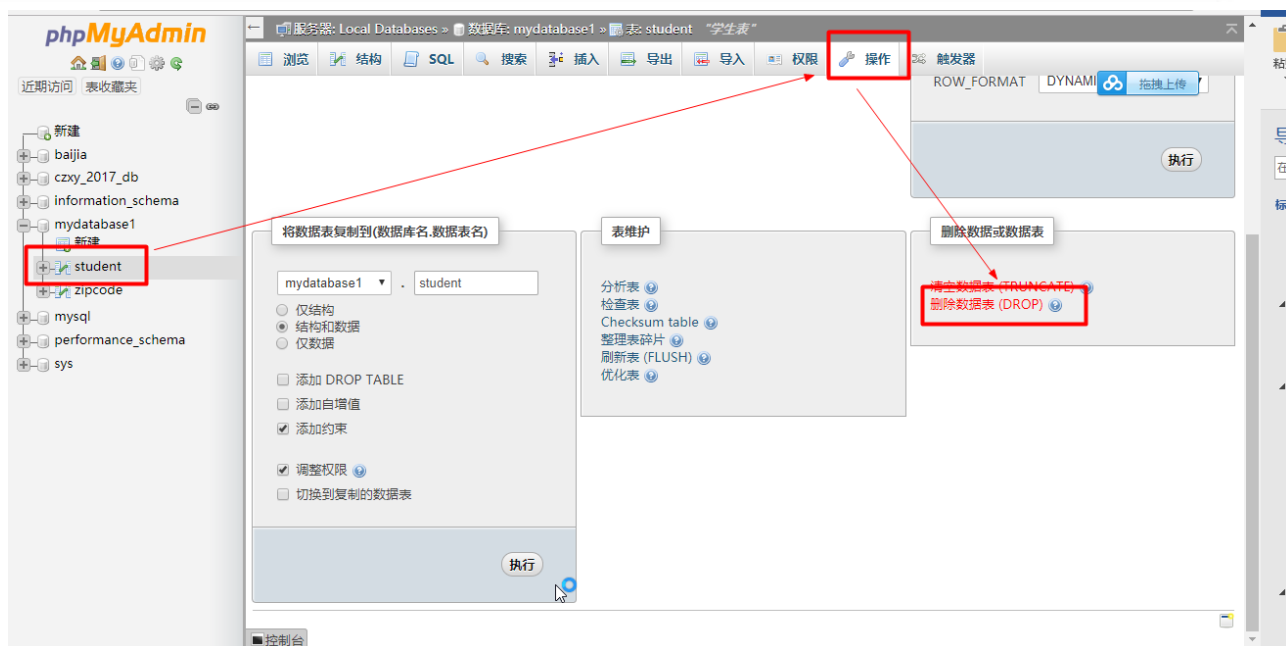 phpMyAdmin
近期访问 表收藏夹
新建
baijia
czxy_2017_db
information_schema
mydatabase1
新建
student
zipcode
mysql
performance_schema
sys
服务器: Local Databases » 数据库: mydatabase1 » 表: student "学生表"
浏览 结构 SQL 搜索 插入 导出 导入 权限 操作 触发器
ROW_FORMAT DYNAMI 拖拽上传
执行
将数据表复制到(数据库名.数据表名)
mydatabase1 . student
仅结构
结构和数据
仅数据
添加 DROP TABLE
添加自增值
添加约束
调整权限
切换到复制的数据表
执行
表维护
分析表
检查表
Checksum table
整理表碎片
刷新表 (FLUSH)
优化表
删除数据或数据表
清空数据表 (TRUNCATE)
删除数据表 (DROP)
控制台